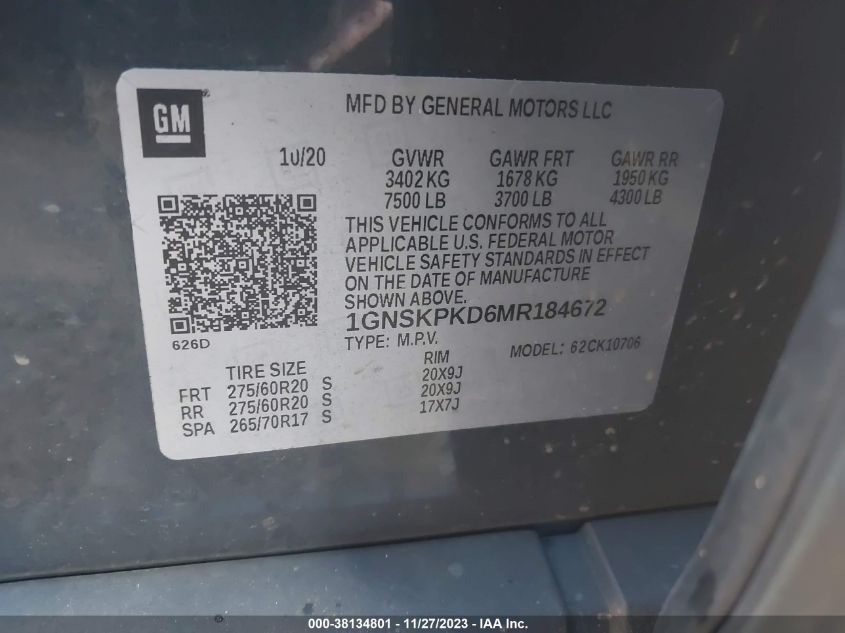 GM
MFD BY GENERAL MOTORS LLC
10/20 GVWR GAWR FRT GAWR RR
3402 KG 1678 KG 1950 KG
7500 LB 3700 LB 4300 LB
THIS VEHICLE CONFORMS TO ALL
APPLICABLE U.S. FEDERAL MOTOR
VEHICLE SAFETY STANDARDS IN EFFECT
ON THE DATE OF MANUFACTURE
SHOWN ABOVE.
1GNSKPKD6MR184672
626D
TYPE: M.P.V. MODEL: 62CK10706
TIRE SIZE RIM
FRT 275/60R20 S 20X9J
RR 275/60R20 S 20X9J
SPA 265/70R17 S 17X7J
000-38134801 - 11/27/2023 - IAA Inc.